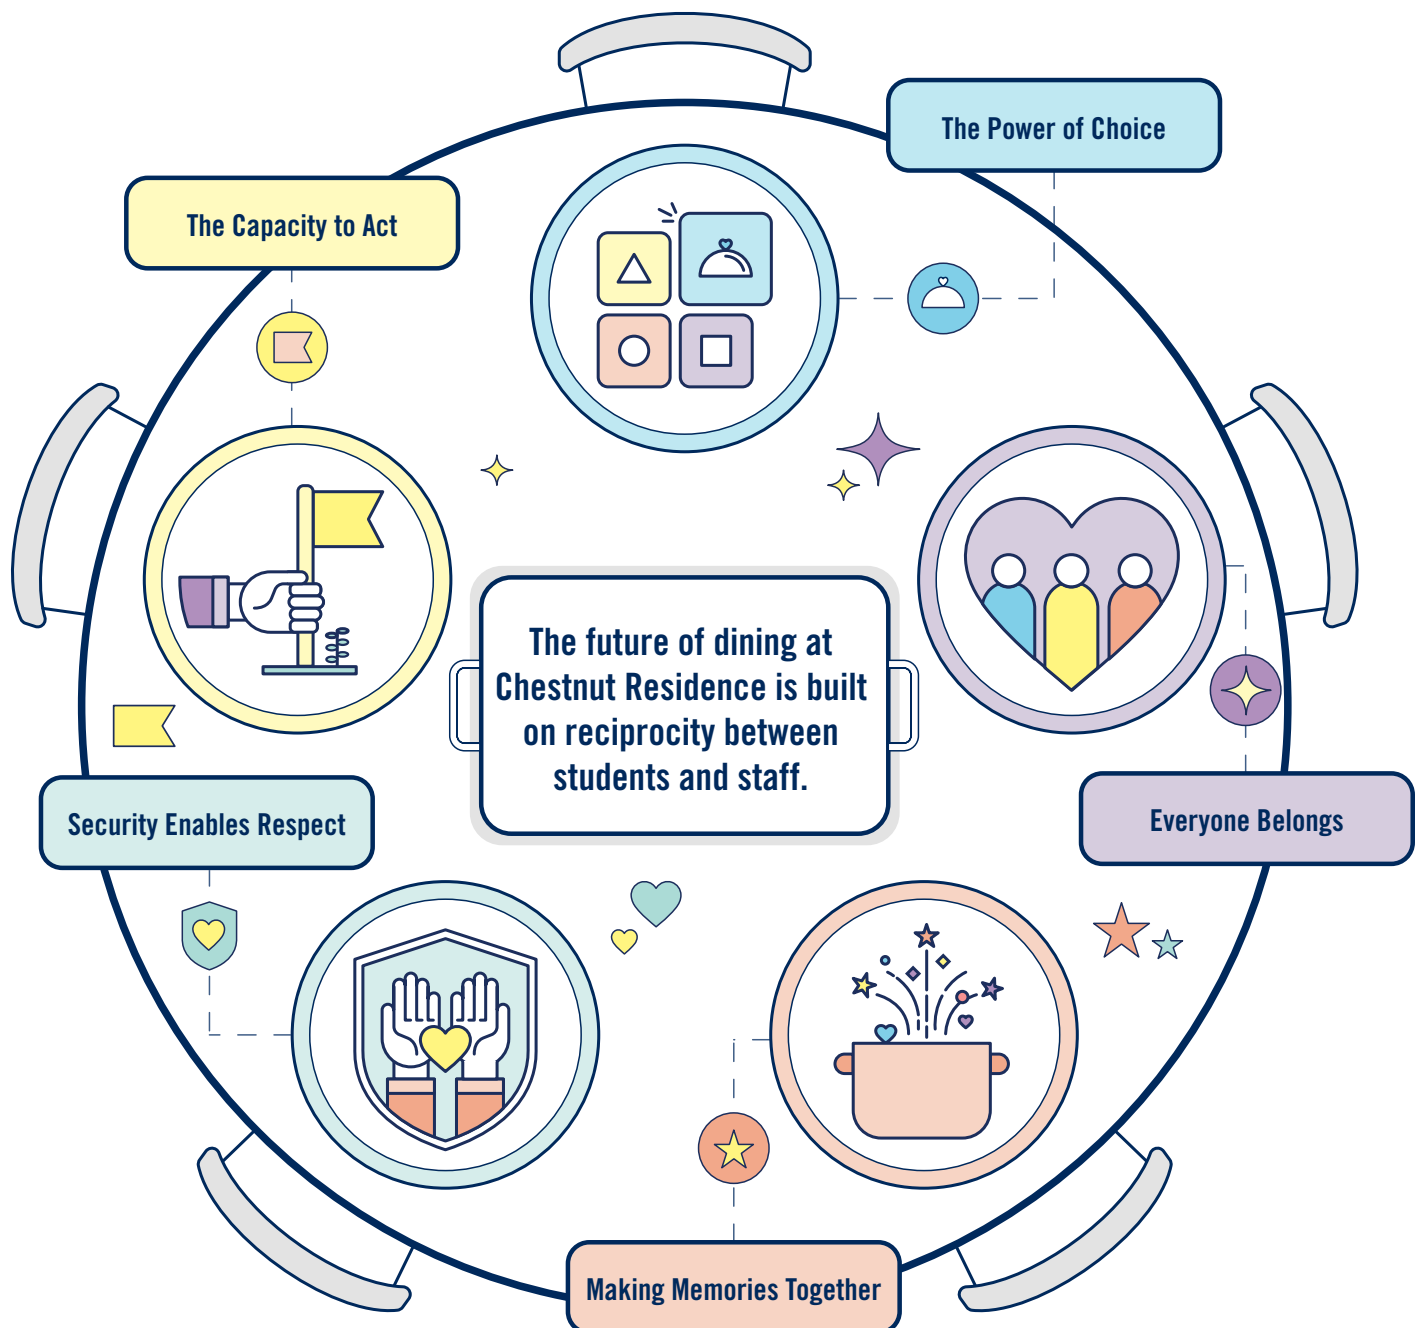 The Power of Choice
The Capacity to Act
The future of dining at
Chestnut Residence is built
on reciprocity between
students and staff.
Security Enables Respect
Everyone Belongs
Making Memories Together